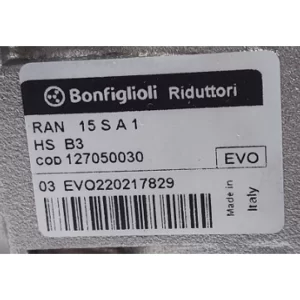 Bonfiglioli Riduttori
RAN 15 S A 1
HS B3
cod 127050030
EVO
03 EVO220217829
Made in
Italy